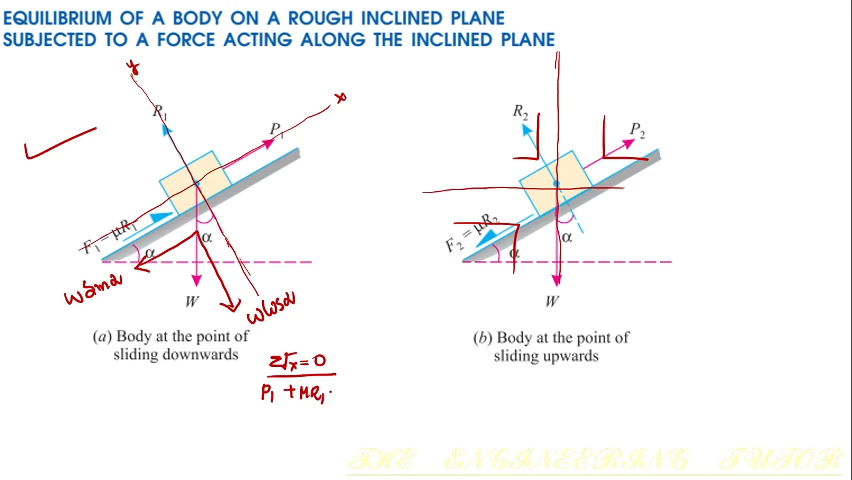 EQUILIBRIUM OF A BODY ON A ROUGH INCLINED PLANE
SUBJECTED TO A FORCE ACTING ALONG THE INCLINED PLANE
y
x
R₁
P₁
F₁ = μR₁
α
α
W
W sin α
W cos α
(a) Body at the point of
sliding downwards
ΣFx = 0
P₁ + μR₁ .
R₂
P₂
F₂ = μR₂
α
α
W
(b) Body at the point of
sliding upwards
THE ENGINEERING TUTOR